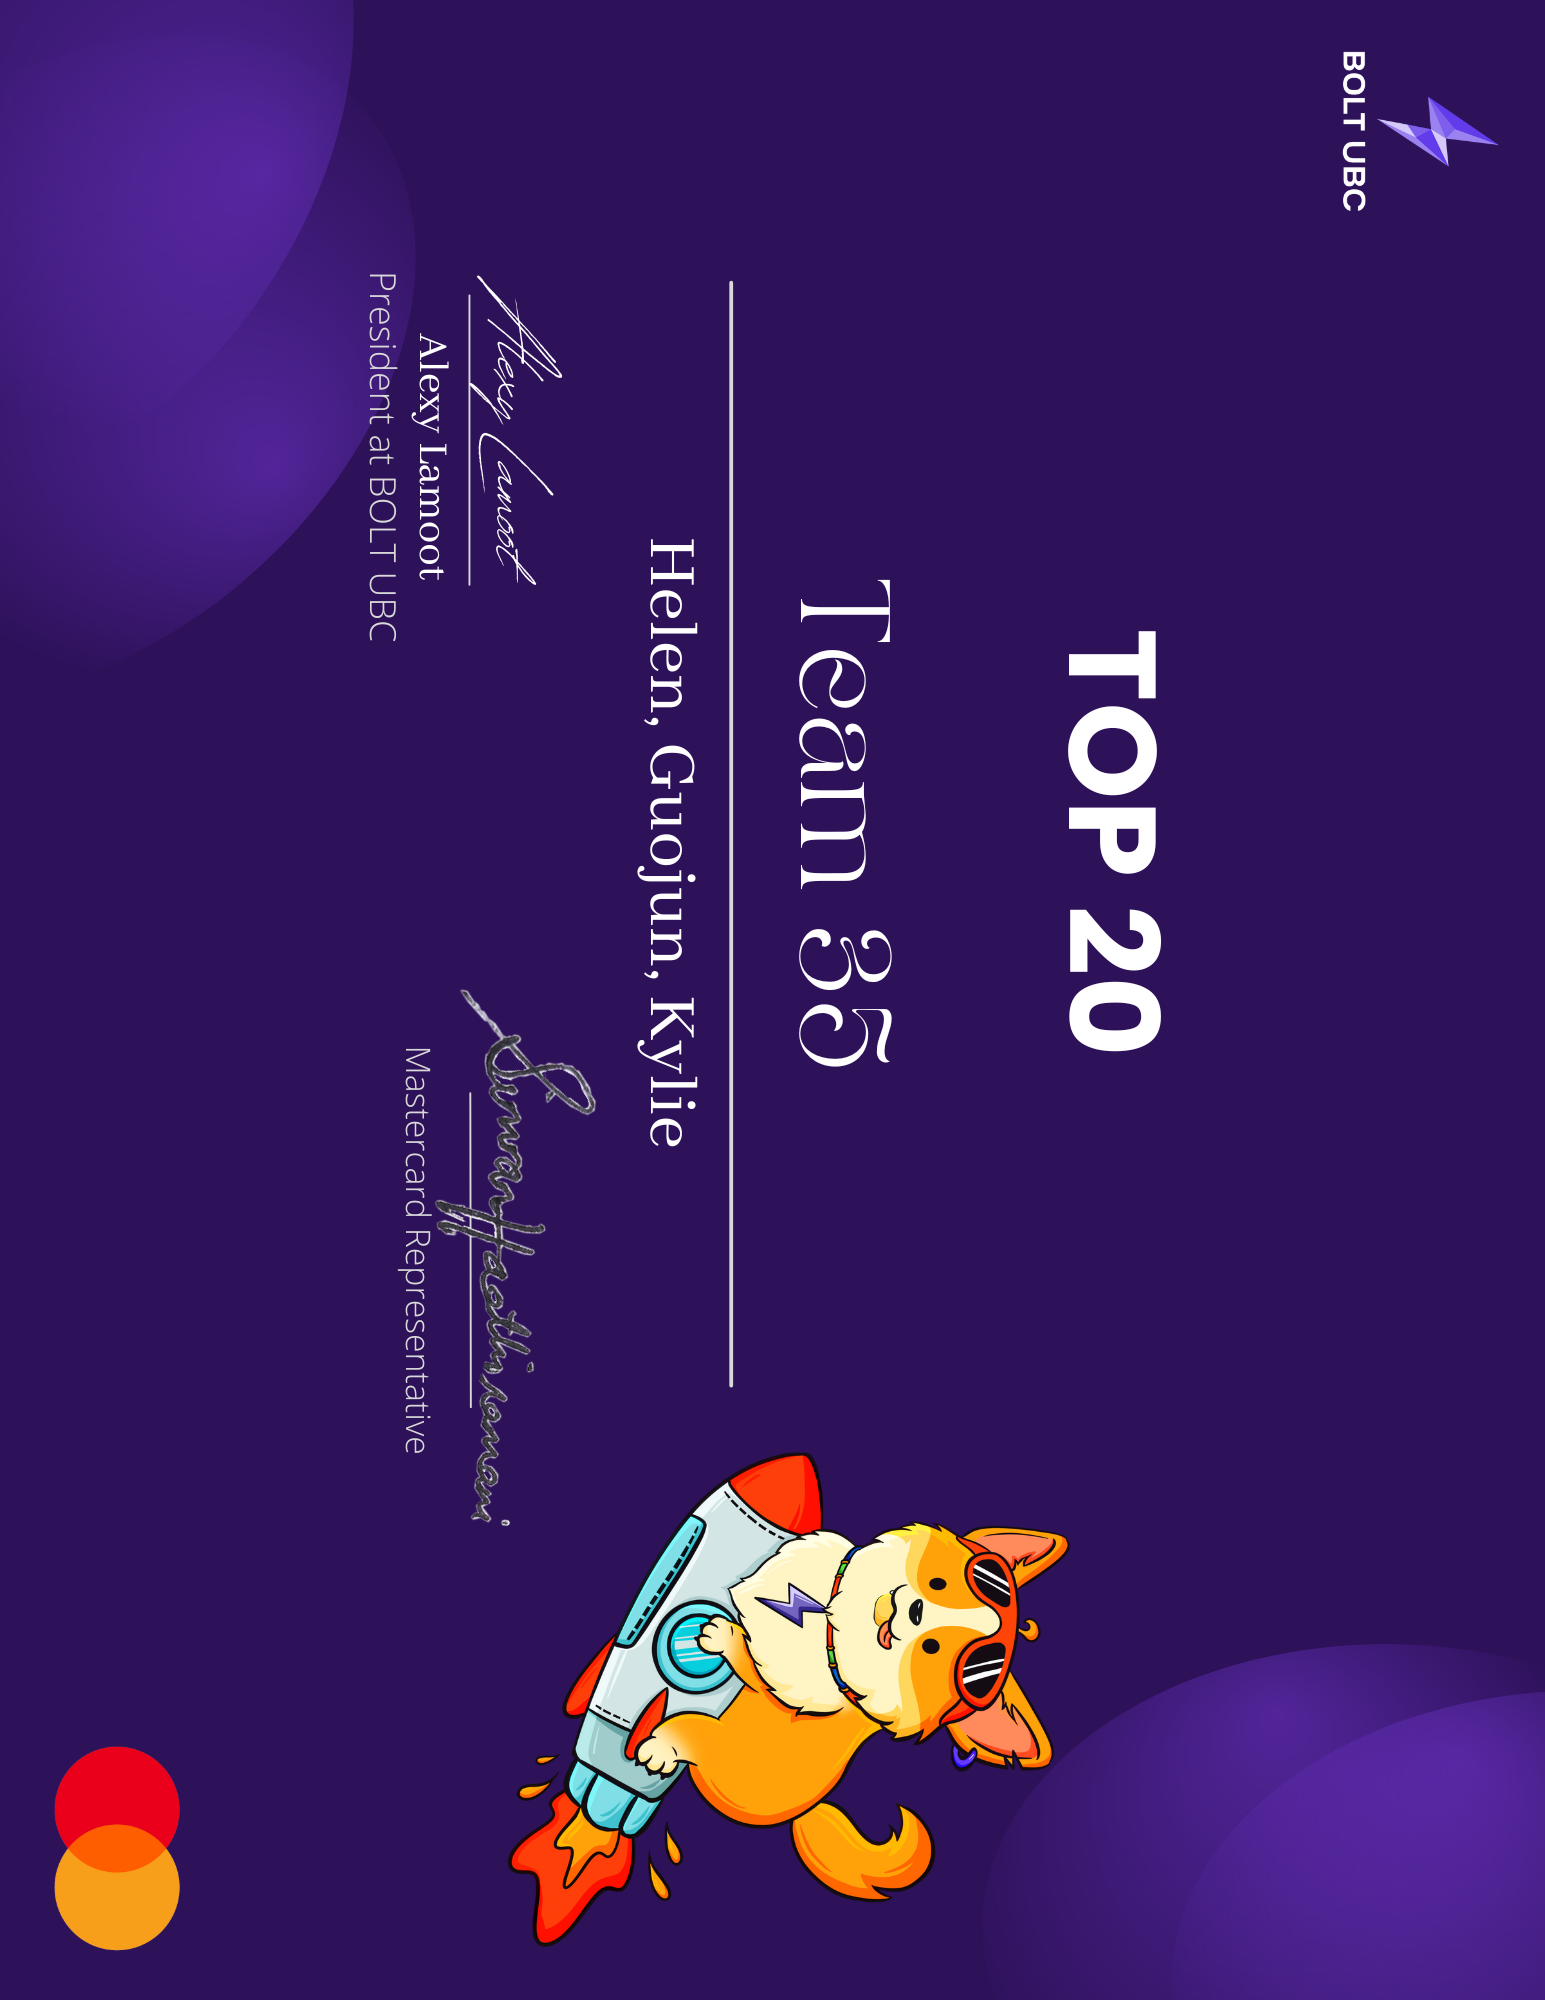 BOLT UBC
TOP 20
Team 35
Helen, Guojun, Kylie
Alexy Lamoot
Alexy Lamoot
President at BOLT UBC
Mastercard Representative